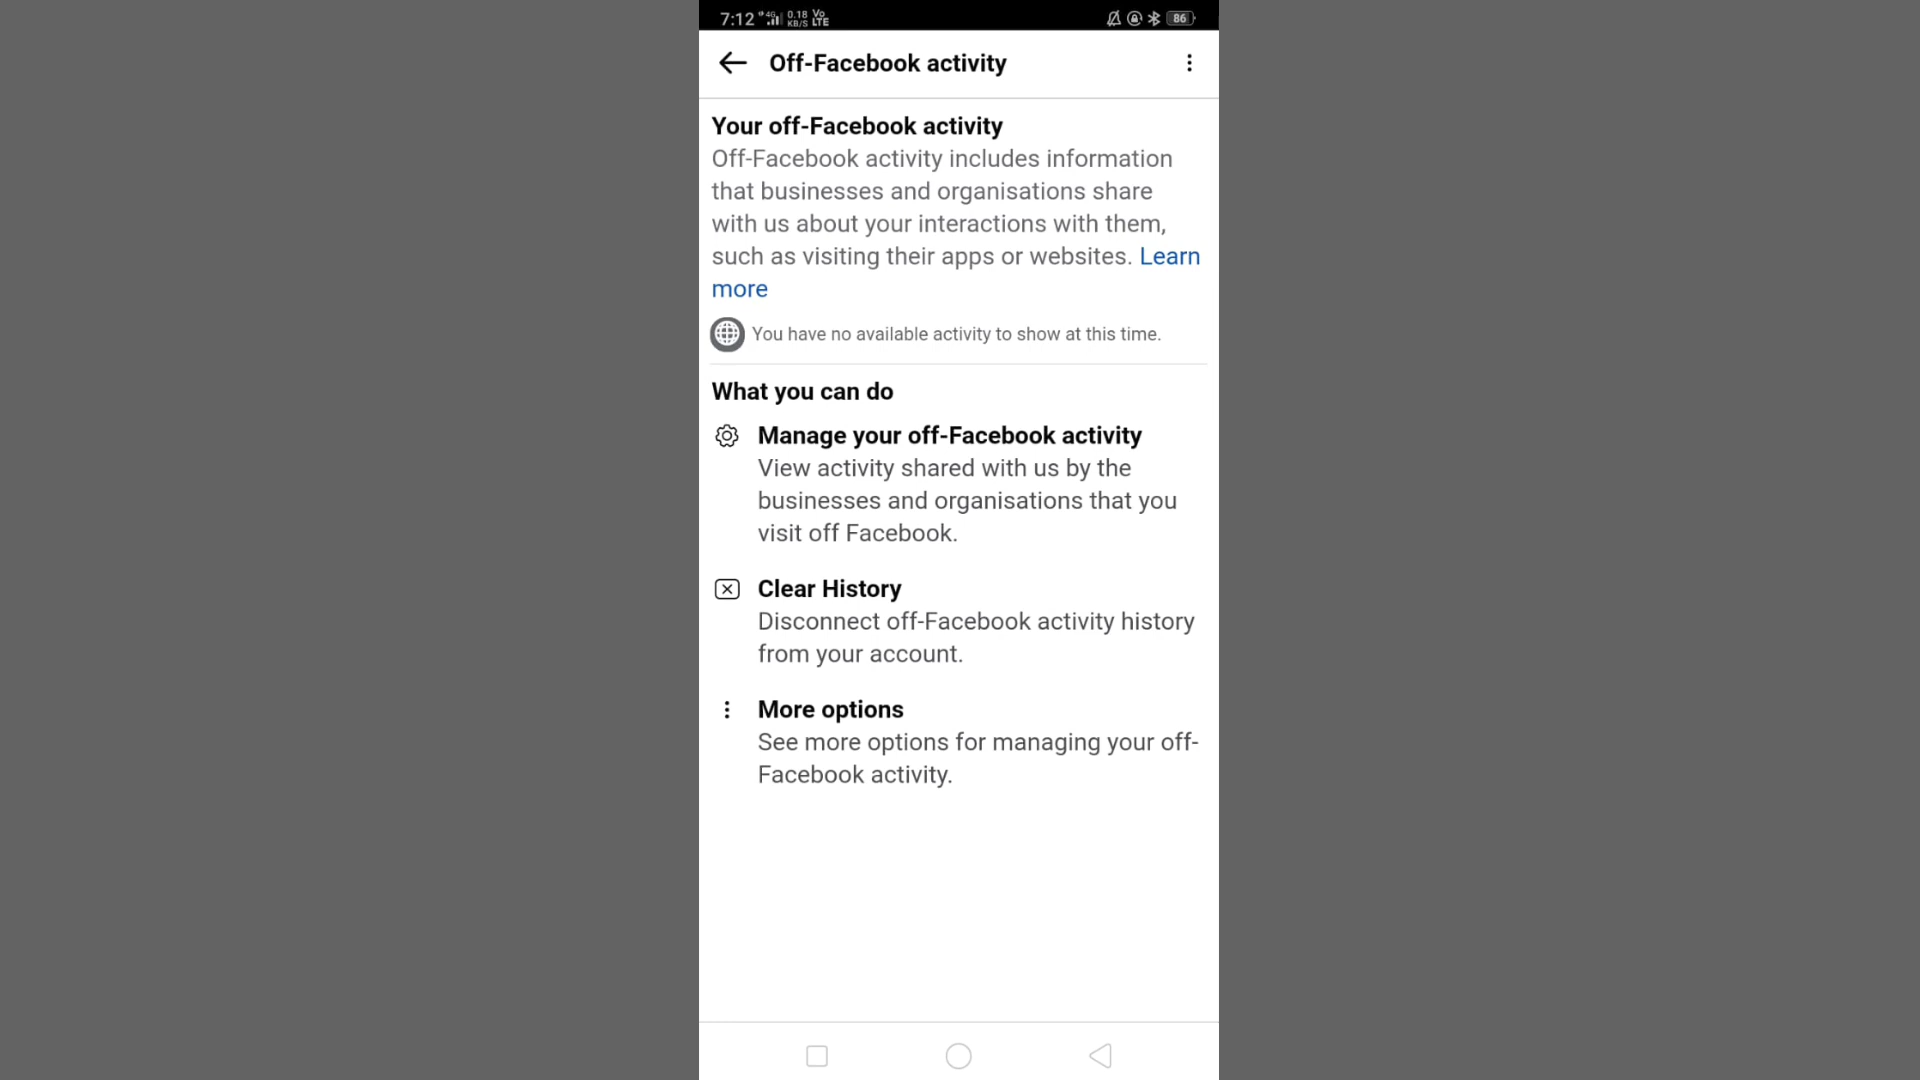 7:12 4G 0.18 KB/S Vo LTE 86
Off-Facebook activity
Your off-Facebook activity
Off-Facebook activity includes information
that businesses and organisations share
with us about your interactions with them,
such as visiting their apps or websites. Learn
more
You have no available activity to show at this time.
What you can do
Manage your off-Facebook activity
View activity shared with us by the
businesses and organisations that you
visit off Facebook.
Clear History
Disconnect off-Facebook activity history
from your account.
More options
See more options for managing your off-
Facebook activity.